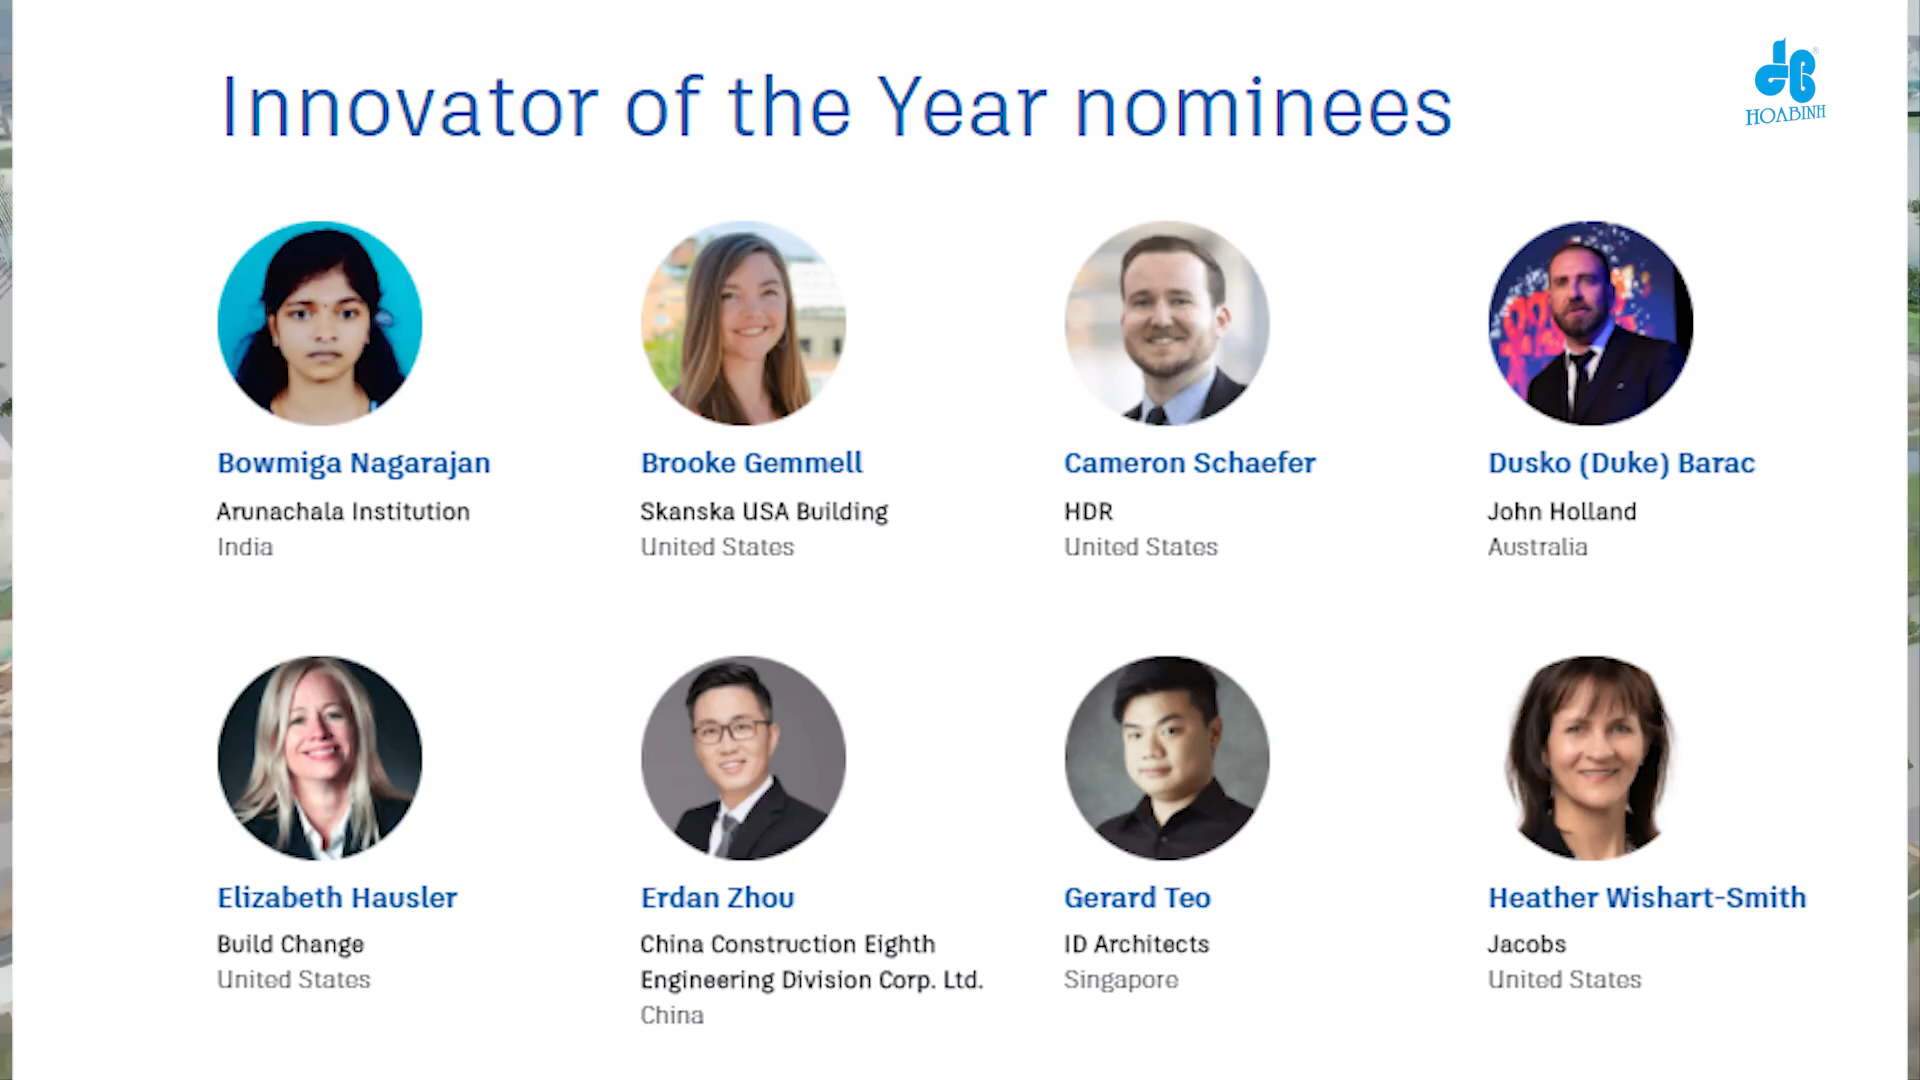 Innovator of the Year nominees
HOABINH
Bowmiga Nagarajan
Arunachala Institution
India
Brooke Gemmell
Skanska USA Building
United States
Cameron Schaefer
HDR
United States
Dusko (Duke) Barac
John Holland
Australia
Elizabeth Hausler
Build Change
United States
Erdan Zhou
China Construction Eighth
Engineering Division Corp. Ltd.
China
Gerard Teo
ID Architects
Singapore
Heather Wishart-Smith
Jacobs
United States